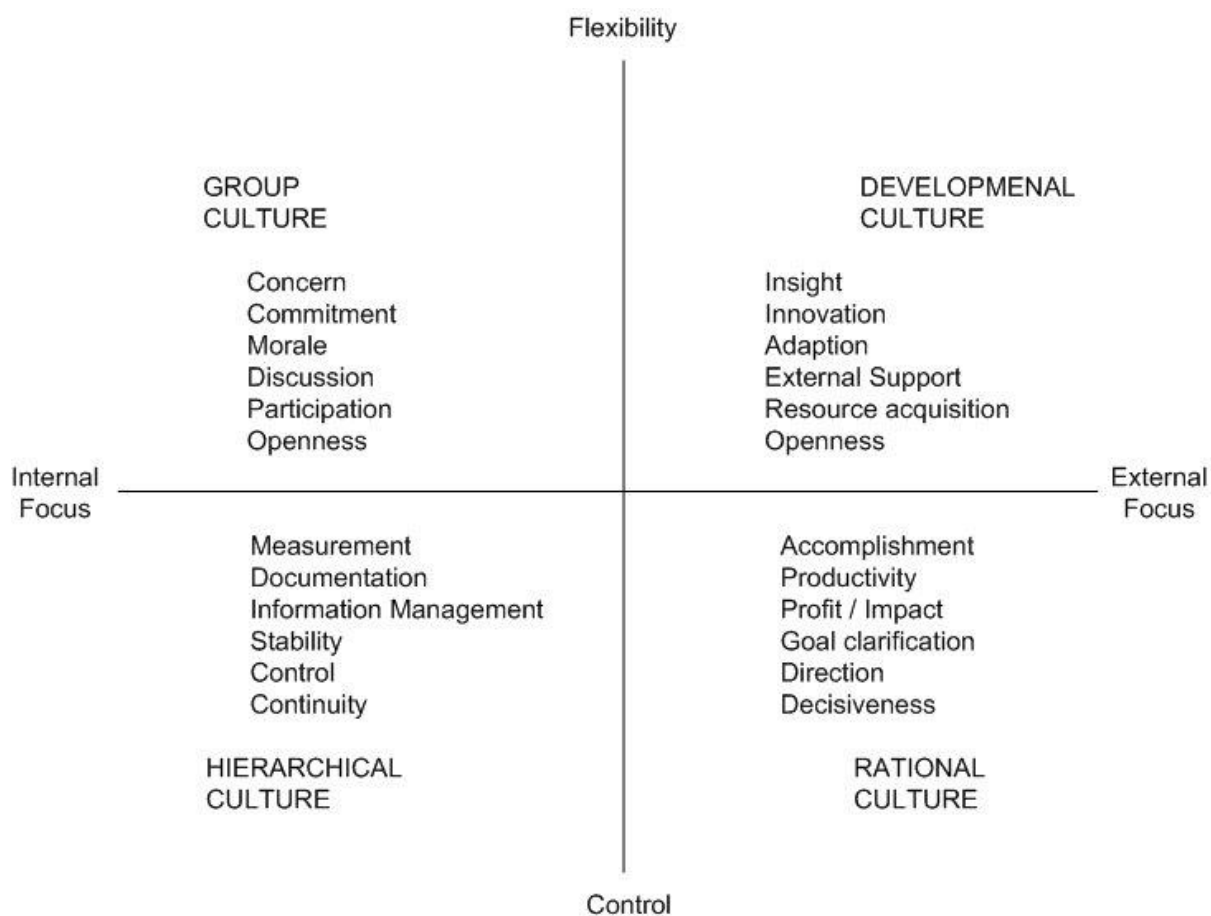 Flexibility
GROUP
CULTURE
Concern
Commitment
Morale
Discussion
Participation
Openness
DEVELOPMENAL
CULTURE
Insight
Innovation
Adaption
External Support
Resource acquisition
Openness
Internal
Focus
External
Focus
Measurement
Documentation
Information Management
Stability
Control
Continuity
HIERARCHICAL
CULTURE
Accomplishment
Productivity
Profit / Impact
Goal clarification
Direction
Decisiveness
RATIONAL
CULTURE
Control